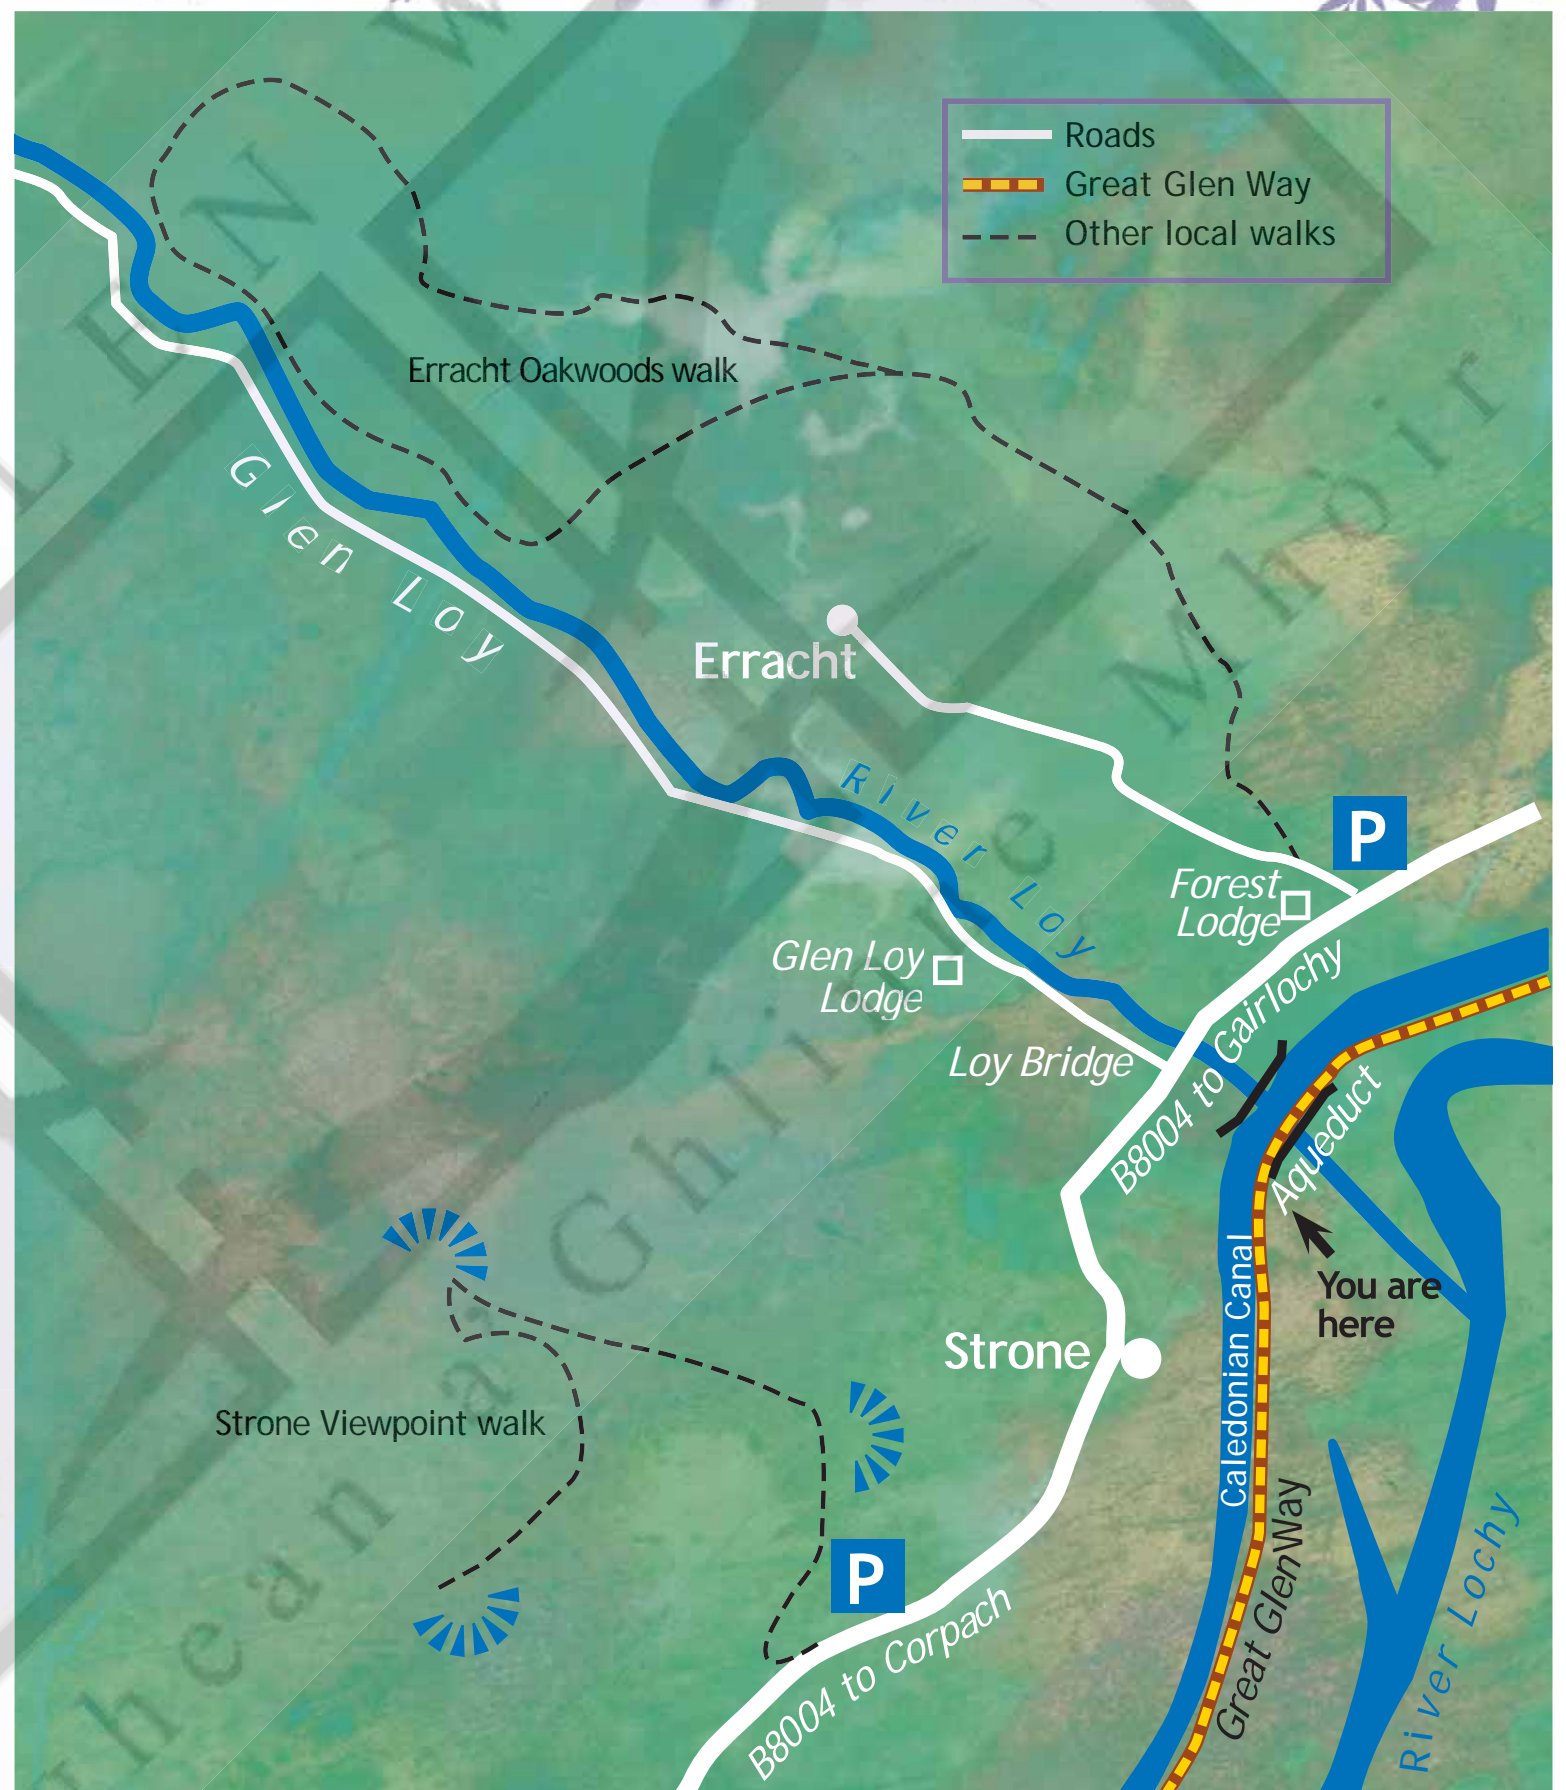 Roads
Great Glen Way
Other local walks
Erracht Oakwoods walk
Glen Loy
Erracht
River Loy
P
Forest
Lodge
Glen Loy
Lodge
Loy Bridge
B8004 to Gairlochy
Aqueduct
You are
here
Caledonian Canal
Strone
Strone Viewpoint walk
P
B8004 to Corpach
Great Glen Way
River Lochy